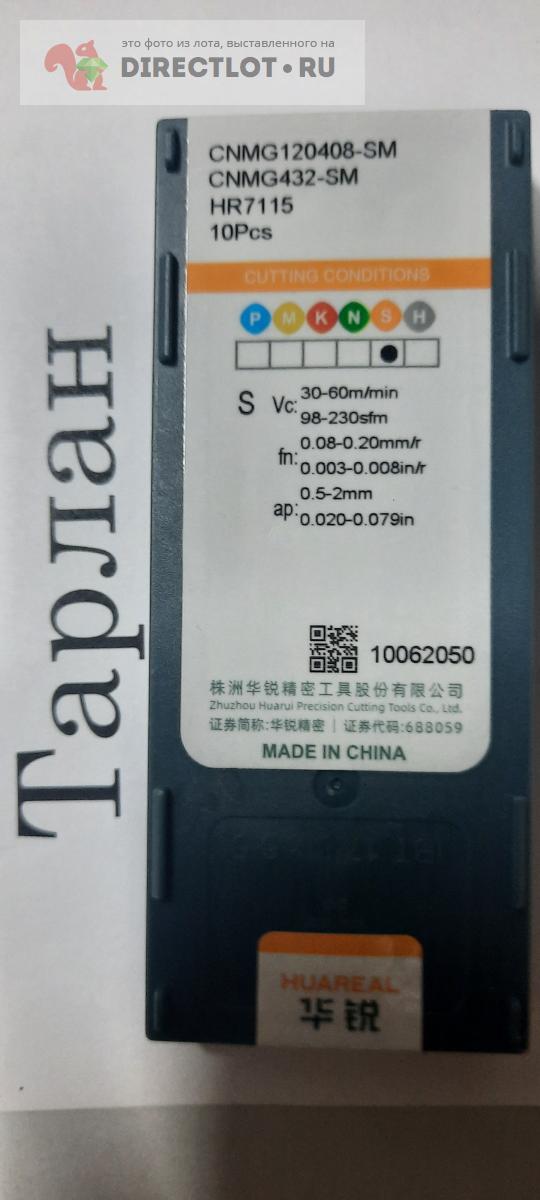 это фото из лота, выставленного на
DIRECTLOT•RU
CNMG120408-SM
CNMG432-SM
HR7115
10Pcs
CUTTING CONDITIONS
P M K N S H
S Vc: 30-60m/min
98-230sfm
fn: 0.08-0.20mm/r
0.003-0.008in/r
ap: 0.5-2mm
0.020-0.079in
10062050
株洲华锐精密工具股份有限公司
Zhuzhou Huarui Precision Cutting Tools Co., Ltd.
证券简称:华锐精密 | 证券代码:688059
MADE IN CHINA
HUAREAL
华锐
Тарлан